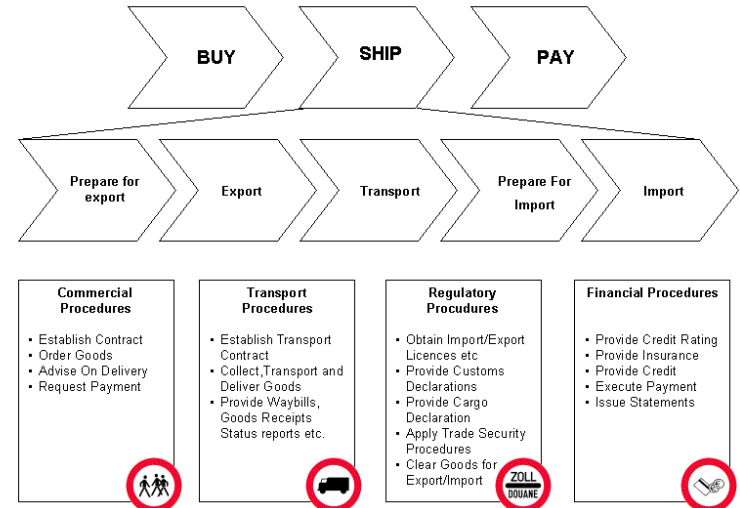 BUY
SHIP
PAY
Prepare for
export
Export
Transport
Prepare For
Import
Import
Commercial
Procedures
▪ Establish Contract
▪ Order Goods
▪ Advise On Delivery
▪ Request Payment
Transport
Procedures
▪ Establish Transport
Contract
▪ Collect,Transport and
Deliver Goods
▪ Provide Waybills,
Goods Receipts
Status reports etc.
Regulatory
Procudures
▪ Obtain Import/Export
Licences etc
▪ Provide Customs
Declarations
▪ Provide Cargo
Declaration
▪ Apply Trade Security
Procedures
▪ Clear Goods for
Export/Import
ZOLL
DOUANE
Financial Procedures
▪ Provide Credit Rating
▪ Provide Insurance
▪ Provide Credit
▪ Execute Payment
▪ Issue Statements